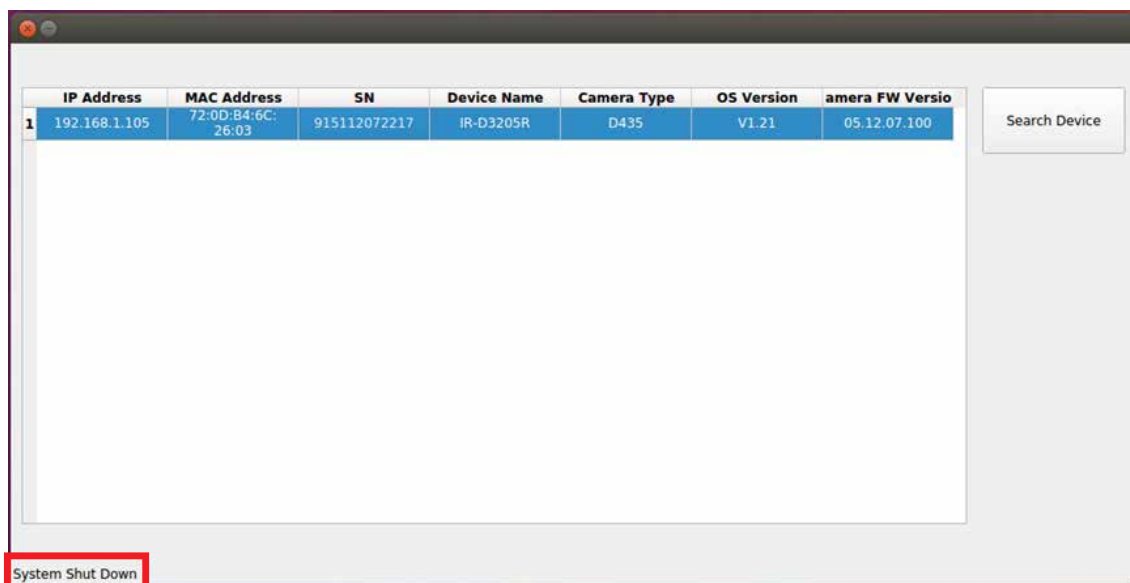 IP Address MAC Address SN Device Name Camera Type OS Version amera FW Versio
Search Device
1 192.168.1.105 72:0D:B4:6C: 915112072217 IR-D3205R D435 V1.21 05.12.07.100
26:03
System Shut Down